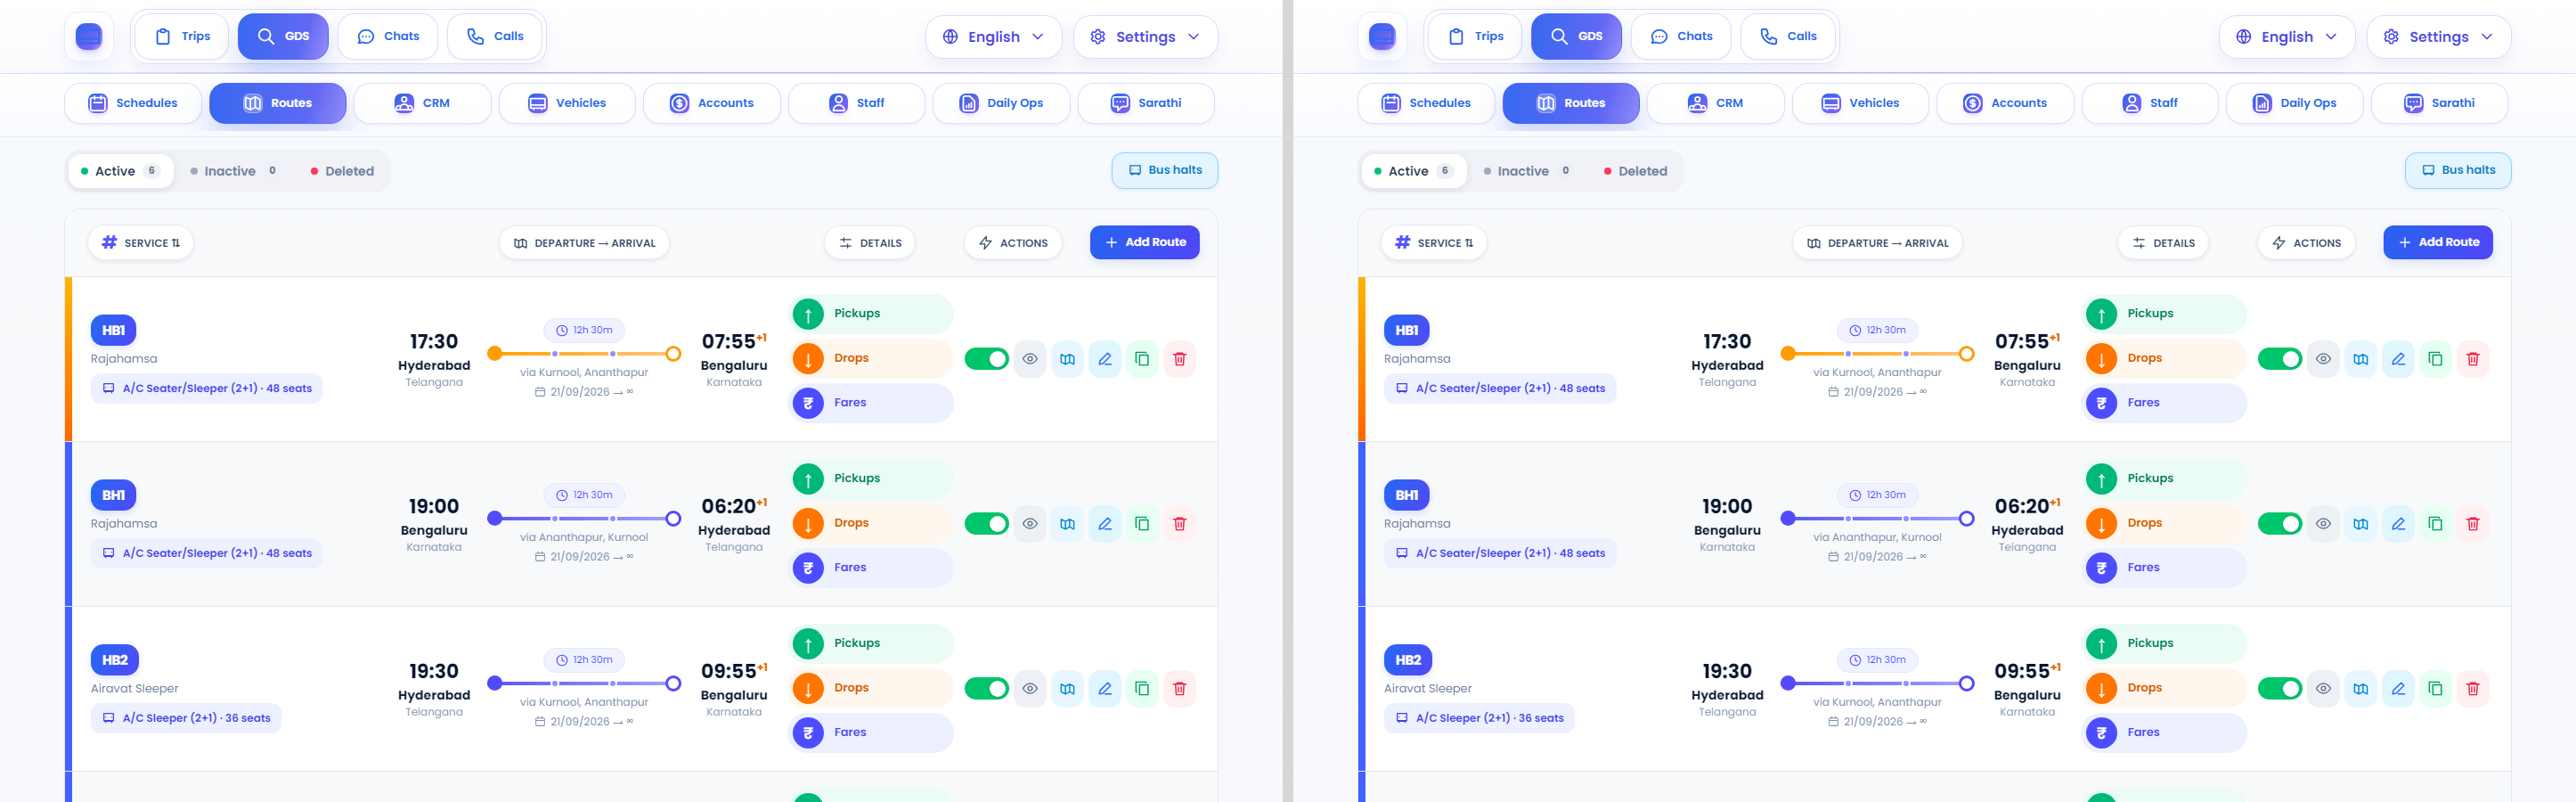 Trips GDS Chats Calls English Settings
Schedules Routes CRM Vehicles Accounts Staff Daily Ops Sarathi
Active 6 Inactive 0 Deleted Bus halts
# SERVICE ⇅ DEPARTURE → ARRIVAL DETAILS ACTIONS + Add Route
HB1
Rajahamsa
A/C Seater/Sleeper (2+1) · 48 seats
17:30
Hyderabad
Telangana
12h 30m
via Kurnool, Ananthapur
21/09/2026 → ∞
07:55+1
Bengaluru
Karnataka
↑ Pickups
↓ Drops
₹ Fares
BH1
Rajahamsa
A/C Seater/Sleeper (2+1) · 48 seats
19:00
Bengaluru
Karnataka
12h 30m
via Ananthapur, Kurnool
21/09/2026 → ∞
06:20+1
Hyderabad
Telangana
↑ Pickups
↓ Drops
₹ Fares
HB2
Airavat Sleeper
A/C Sleeper (2+1) · 36 seats
19:30
Hyderabad
Telangana
12h 30m
via Kurnool, Ananthapur
21/09/2026 → ∞
09:55+1
Bengaluru
Karnataka
↑ Pickups
↓ Drops
₹ Fares
Trips GDS Chats Calls English Settings
Schedules Routes CRM Vehicles Accounts Staff Daily Ops Sarathi
Active 6 Inactive 0 Deleted Bus halts
# SERVICE ⇅ DEPARTURE → ARRIVAL DETAILS ACTIONS + Add Route
HB1
Rajahamsa
A/C Seater/Sleeper (2+1) · 48 seats
17:30
Hyderabad
Telangana
12h 30m
via Kurnool, Ananthapur
21/09/2026 → ∞
07:55+1
Bengaluru
Karnataka
↑ Pickups
↓ Drops
₹ Fares
BH1
Rajahamsa
A/C Seater/Sleeper (2+1) · 48 seats
19:00
Bengaluru
Karnataka
12h 30m
via Ananthapur, Kurnool
21/09/2026 → ∞
06:20+1
Hyderabad
Telangana
↑ Pickups
↓ Drops
₹ Fares
HB2
Airavat Sleeper
A/C Sleeper (2+1) · 36 seats
19:30
Hyderabad
Telangana
12h 30m
via Kurnool, Ananthapur
21/09/2026 → ∞
09:55+1
Bengaluru
Karnataka
↑ Pickups
↓ Drops
₹ Fares